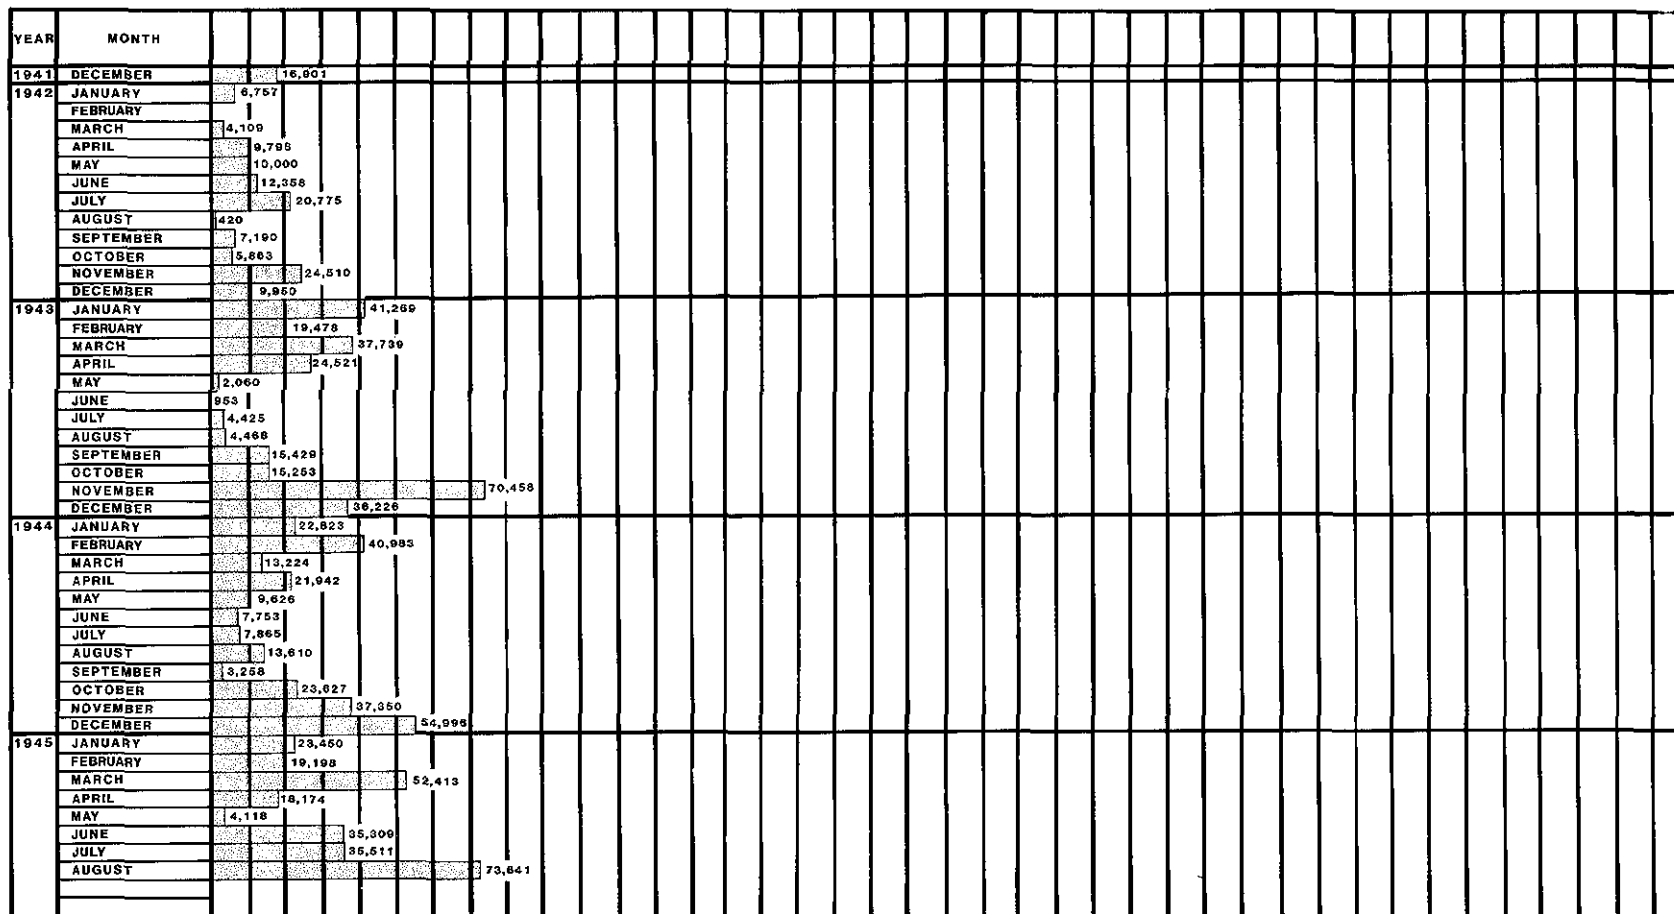 YEAR MONTH
1941 DECEMBER 16,901
1942 JANUARY 6,757
FEBRUARY
MARCH 4,109
APRIL 9,798
MAY 10,000
JUNE 12,358
JULY 20,775
AUGUST 420
SEPTEMBER 7,190
OCTOBER 5,863
NOVEMBER 24,510
DECEMBER 9,950
1943 JANUARY 41,269
FEBRUARY 19,478
MARCH 37,739
APRIL 24,521
MAY 2,060
JUNE 953
JULY 4,425
AUGUST 4,468
SEPTEMBER 15,429
OCTOBER 15,253
NOVEMBER 70,458
DECEMBER 36,226
1944 JANUARY 22,823
FEBRUARY 40,983
MARCH 13,224
APRIL 21,942
MAY 9,626
JUNE 7,753
JULY 7,865
AUGUST 13,610
SEPTEMBER 3,258
OCTOBER 23,627
NOVEMBER 37,350
DECEMBER 54,996
1945 JANUARY 23,450
FEBRUARY 19,198
MARCH 52,413
APRIL 18,174
MAY 4,118
JUNE 35,309
JULY 35,511
AUGUST 73,641